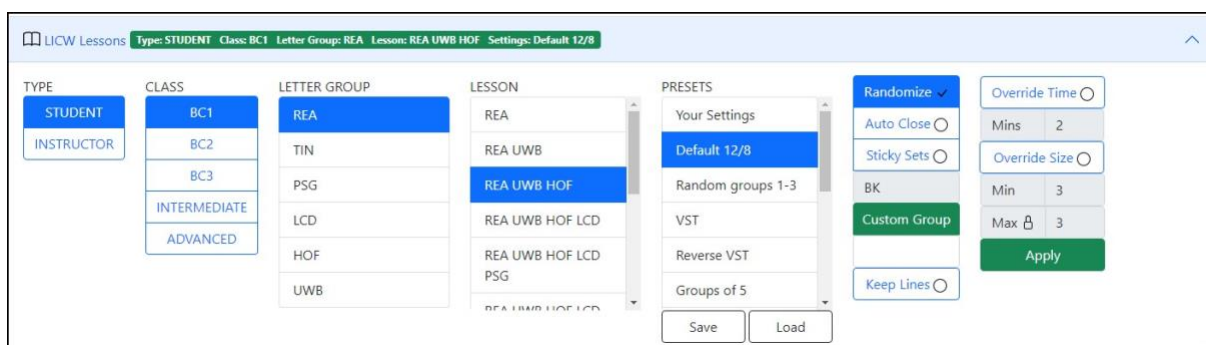 LICW Lessons Type: STUDENT Class: BC1 Letter Group: REA Lesson: REA UWB HOF Settings: Default 12/8
TYPE
STUDENT
INSTRUCTOR
CLASS
BC1
BC2
BC3
INTERMEDIATE
ADVANCED
LETTER GROUP
REA
TIN
PSG
LCD
HOF
UWB
LESSON
REA
REA UWB
REA UWB HOF
REA UWB HOF LCD
REA UWB HOF LCD
PSG
REA UWB HOF LCD
PRESETS
Your Settings
Default 12/8
Random groups 1-3
VST
Reverse VST
Groups of 5
Save Load
Randomize
Auto Close
Sticky Sets
BK
Custom Group
Keep Lines
Override Time
Mins 2
Override Size
Min 3
Max 3
Apply